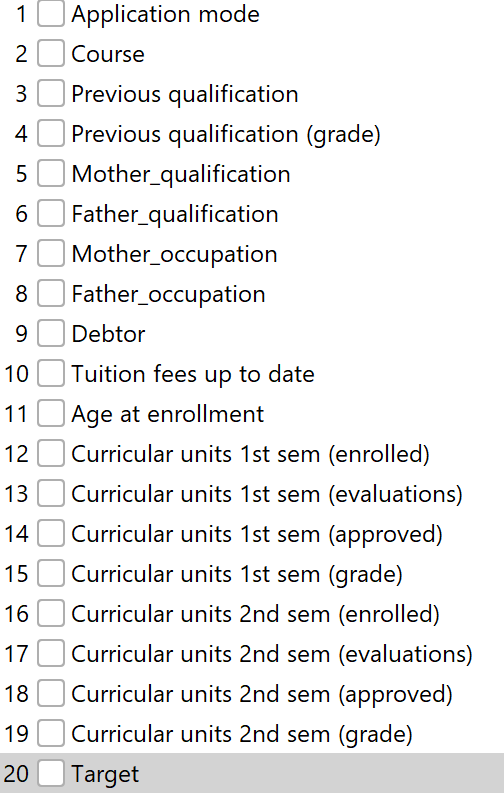 1 Application mode
2 Course
3 Previous qualification
4 Previous qualification (grade)
5 Mother_qualification
6 Father_qualification
7 Mother_occupation
8 Father_occupation
9 Debtor
10 Tuition fees up to date
11 Age at enrollment
12 Curricular units 1st sem (enrolled)
13 Curricular units 1st sem (evaluations)
14 Curricular units 1st sem (approved)
15 Curricular units 1st sem (grade)
16 Curricular units 2nd sem (enrolled)
17 Curricular units 2nd sem (evaluations)
18 Curricular units 2nd sem (approved)
19 Curricular units 2nd sem (grade)
20 Target